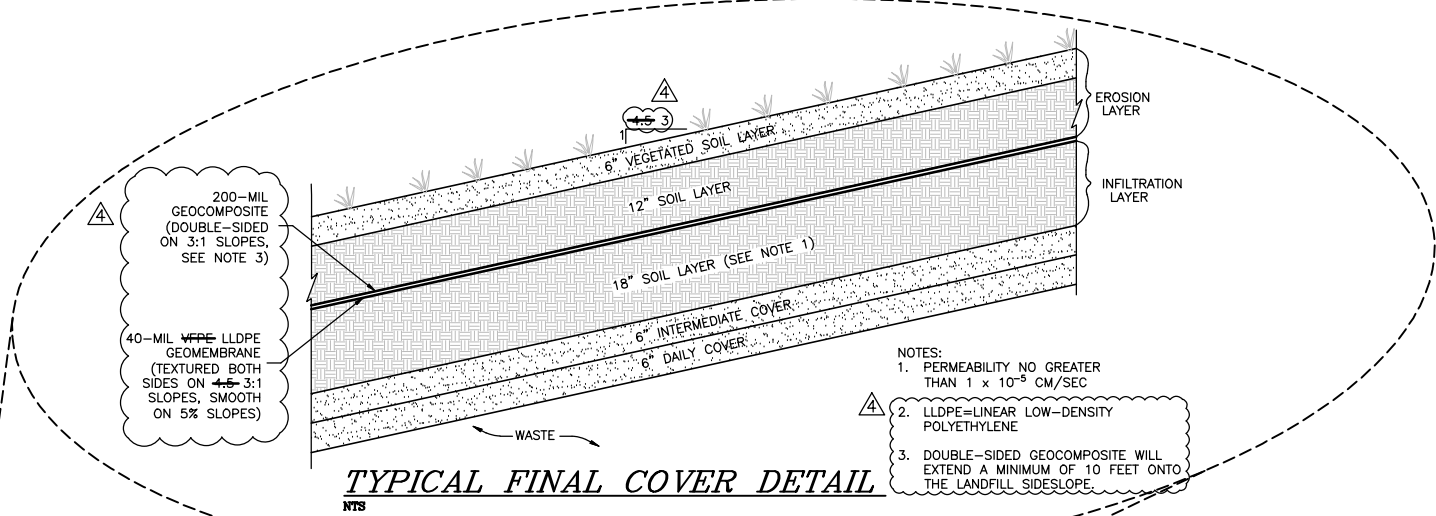 4
4.5 3
1
6" VEGETATED SOIL LAYER
12" SOIL LAYER
18" SOIL LAYER (SEE NOTE 1)
6" INTERMEDIATE COVER
6" DAILY COVER
EROSION
LAYER
INFILTRATION
LAYER
4
200-MIL
GEOCOMPOSITE
(DOUBLE-SIDED
ON 3:1 SLOPES,
SEE NOTE 3)
40-MIL VFPE LLDPE
GEOMEMBRANE
(TEXTURED BOTH
SIDES ON 4.5 3:1
SLOPES, SMOOTH
ON 5% SLOPES)
WASTE
NOTES:
1. PERMEABILITY NO GREATER
THAN 1 x 10⁻⁵ CM/SEC
4
2. LLDPE=LINEAR LOW-DENSITY
POLYETHYLENE
3. DOUBLE-SIDED GEOCOMPOSITE WILL
EXTEND A MINIMUM OF 10 FEET ONTO
THE LANDFILL SIDESLOPE.
TYPICAL FINAL COVER DETAIL
NTS